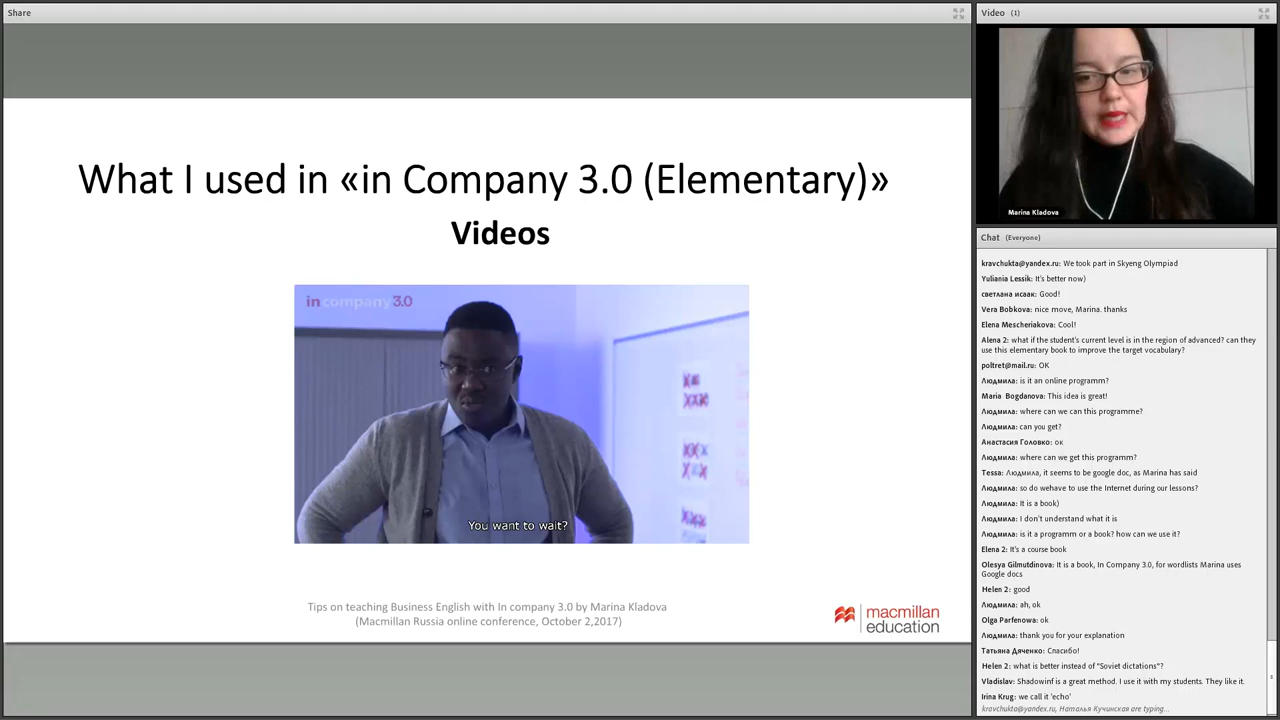 Share
What I used in «in Company 3.0 (Elementary)»
Videos
in company 3.0
You want to wait?
Tips on teaching Business English with In company 3.0 by Marina Kladova
(Macmillan Russia online conference, October 2,2017)
macmillan
education
Video (1)
Marina Kladova
Chat (Everyone)
kravchukta@yandex.ru: We took part in Skyeng Olympiad
Yuliania Lessik: It's better now)
светлана исаак: Good!
Vera Bobkova: nice move, Marina. thanks
Elena Mescheriakova: Cool!
Alena 2: what if the student's current level is in the region of advanced? can they
use this elementary book to improve the target vocabulary?
poltret@mail.ru: OK
Людмила: is it an online programm?
Maria Bogdanova: This idea is great!
Людмила: where can we can this programme?
Людмила: can you get?
Анастасия Головко: ок
Людмила: where can we get this programm?
Tessa: Людмила, it seems to be google doc, as Marina has said
Людмила: so do wehave to use the Internet during our lessons?
Людмила: It is a book)
Людмила: I don't understand what it is
Людмила: is it a programm or a book? how can we use it?
Elena 2: It's a course book
Olesya Gilmutdinova: It is a book, In Company 3.0, for wordlists Marina uses
Google docs
Helen 2: good
Людмила: ah, ok
Olga Parfenowa: ok
Людмила: thank you for your explanation
Татьяна Дяченко: Спасибо!
Helen 2: what is better instead of "Soviet dictations"?
Vladislav: Shadowinf is a great method. I use it with my students. They like it.
Irina Krug: we call it 'echo'
kravchukta@yandex.ru, Наталья Кучинская are typing...